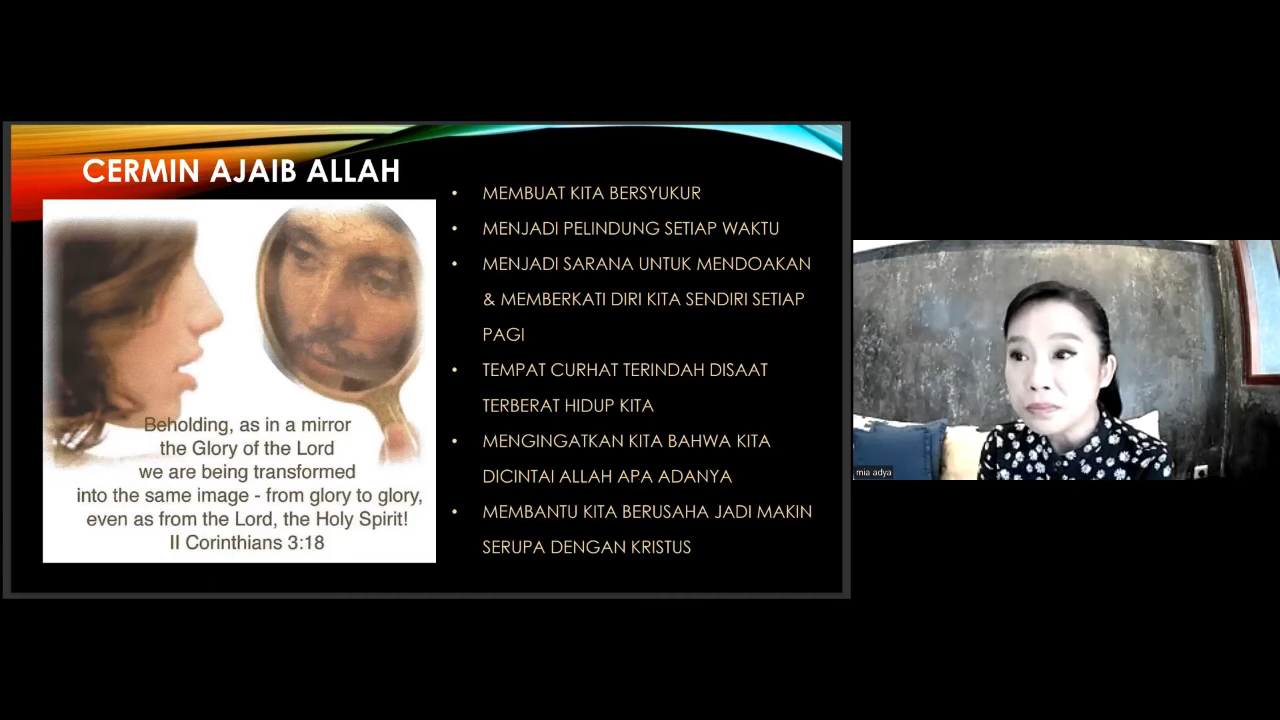 CERMIN AJAIB ALLAH
Beholding, as in a mirror
the Glory of the Lord
we are being transformed
into the same image - from glory to glory,
even as from the Lord, the Holy Spirit!
II Corinthians 3:18
• MEMBUAT KITA BERSYUKUR
• MENJADI PELINDUNG SETIAP WAKTU
• MENJADI SARANA UNTUK MENDOAKAN
& MEMBERKATI DIRI KITA SENDIRI SETIAP
PAGI
• TEMPAT CURHAT TERINDAH DISAAT
TERBERAT HIDUP KITA
• MENGINGATKAN KITA BAHWA KITA
DICINTAI ALLAH APA ADANYA
• MEMBANTU KITA BERUSAHA JADI MAKIN
SERUPA DENGAN KRISTUS
mia adya